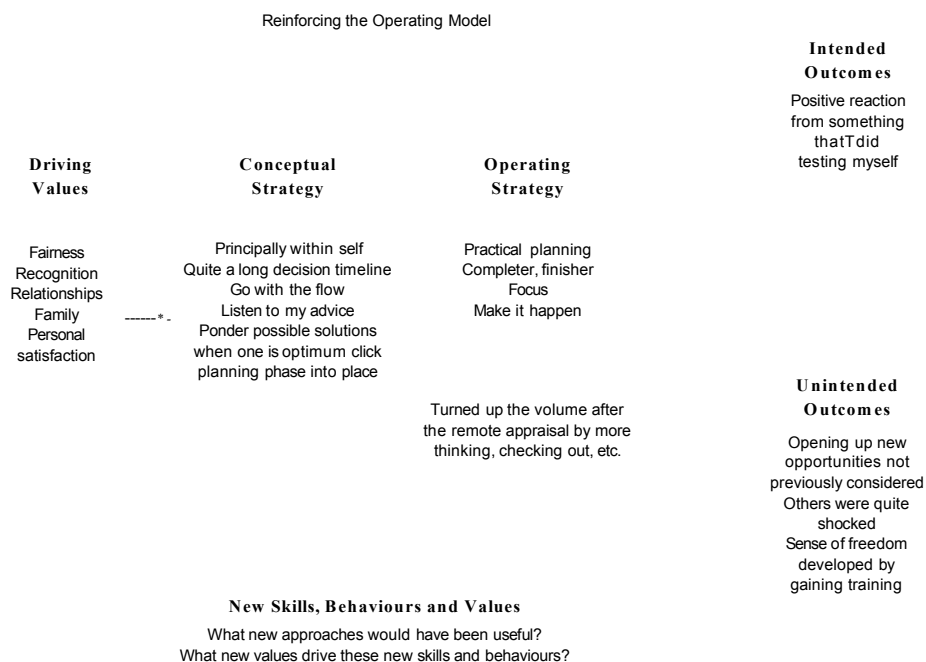 Reinforcing the Operating Model
Intended
Outcomes
Positive reaction
from something
thatTdid
testing myself
Driving
Values
Fairness
Recognition
Relationships
Family
Personal
satisfaction
------*-
Conceptual
Strategy
Principally within self
Quite a long decision timeline
Go with the flow
Listen to my advice
Ponder possible solutions
when one is optimum click
planning phase into place
Operating
Strategy
Practical planning
Completer, finisher
Focus
Make it happen
Turned up the volume after
the remote appraisal by more
thinking, checking out, etc.
Unintended
Outcomes
Opening up new
opportunities not
previously considered
Others were quite
shocked
Sense of freedom
developed by
gaining training
New Skills, Behaviours and Values
What new approaches would have been useful?
What new values drive these new skills and behaviours?